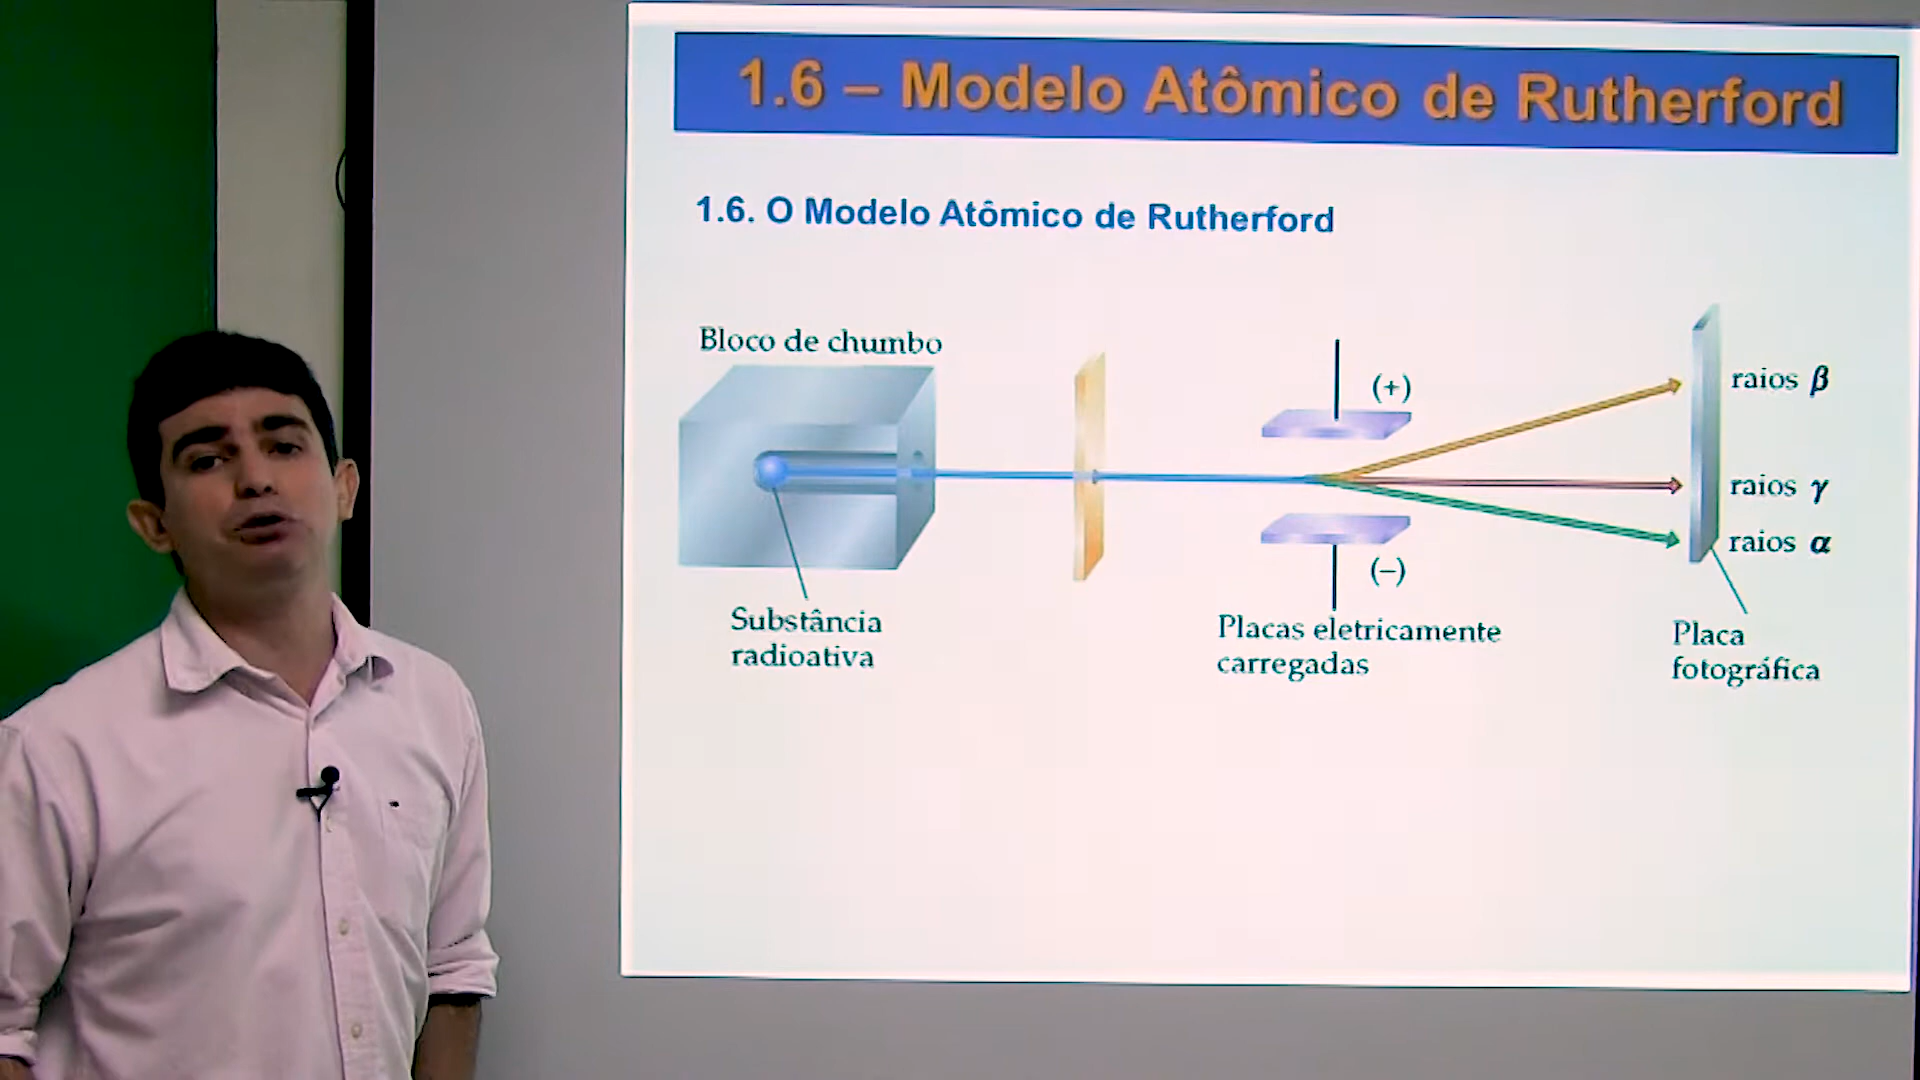 1.6 – Modelo Atômico de Rutherford
1.6. O Modelo Atômico de Rutherford
Bloco de chumbo
(+)
raios β
raios γ
raios α
(–)
Substância
radioativa
Placas eletricamente
carregadas
Placa
fotográfica